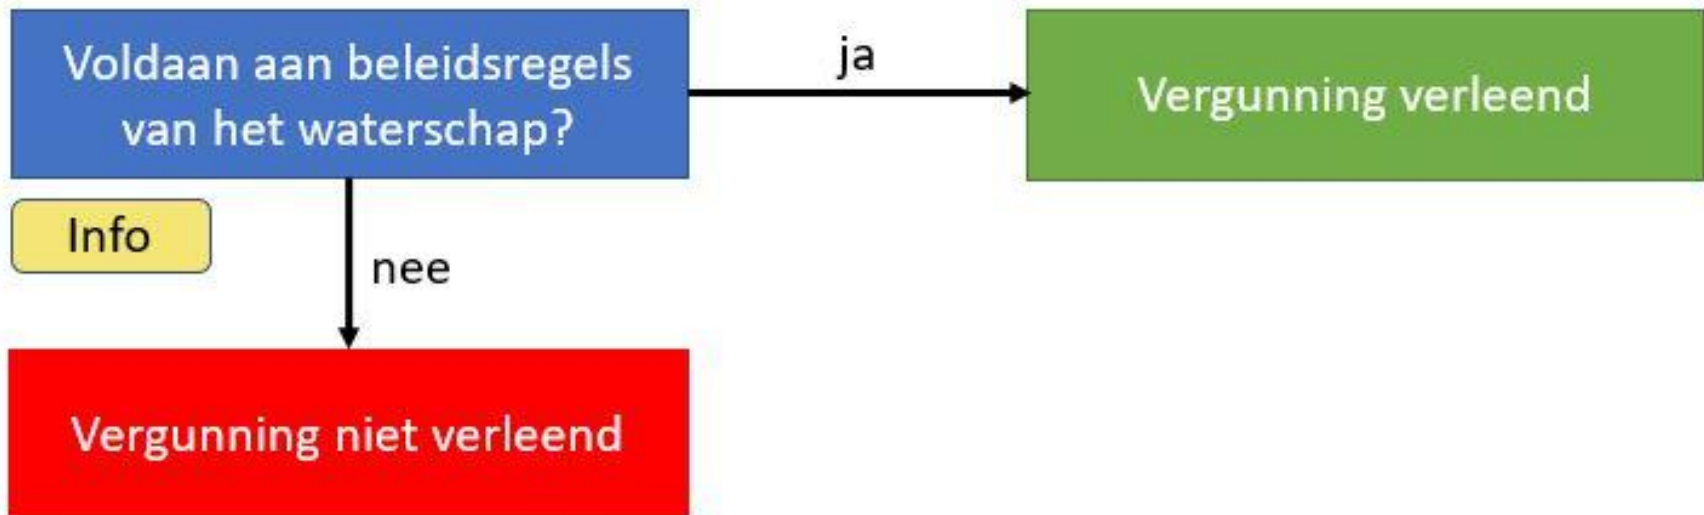 Voldaan aan beleidsregels
van het waterschap?
ja
Vergunning verleend
Info
nee
Vergunning niet verleend